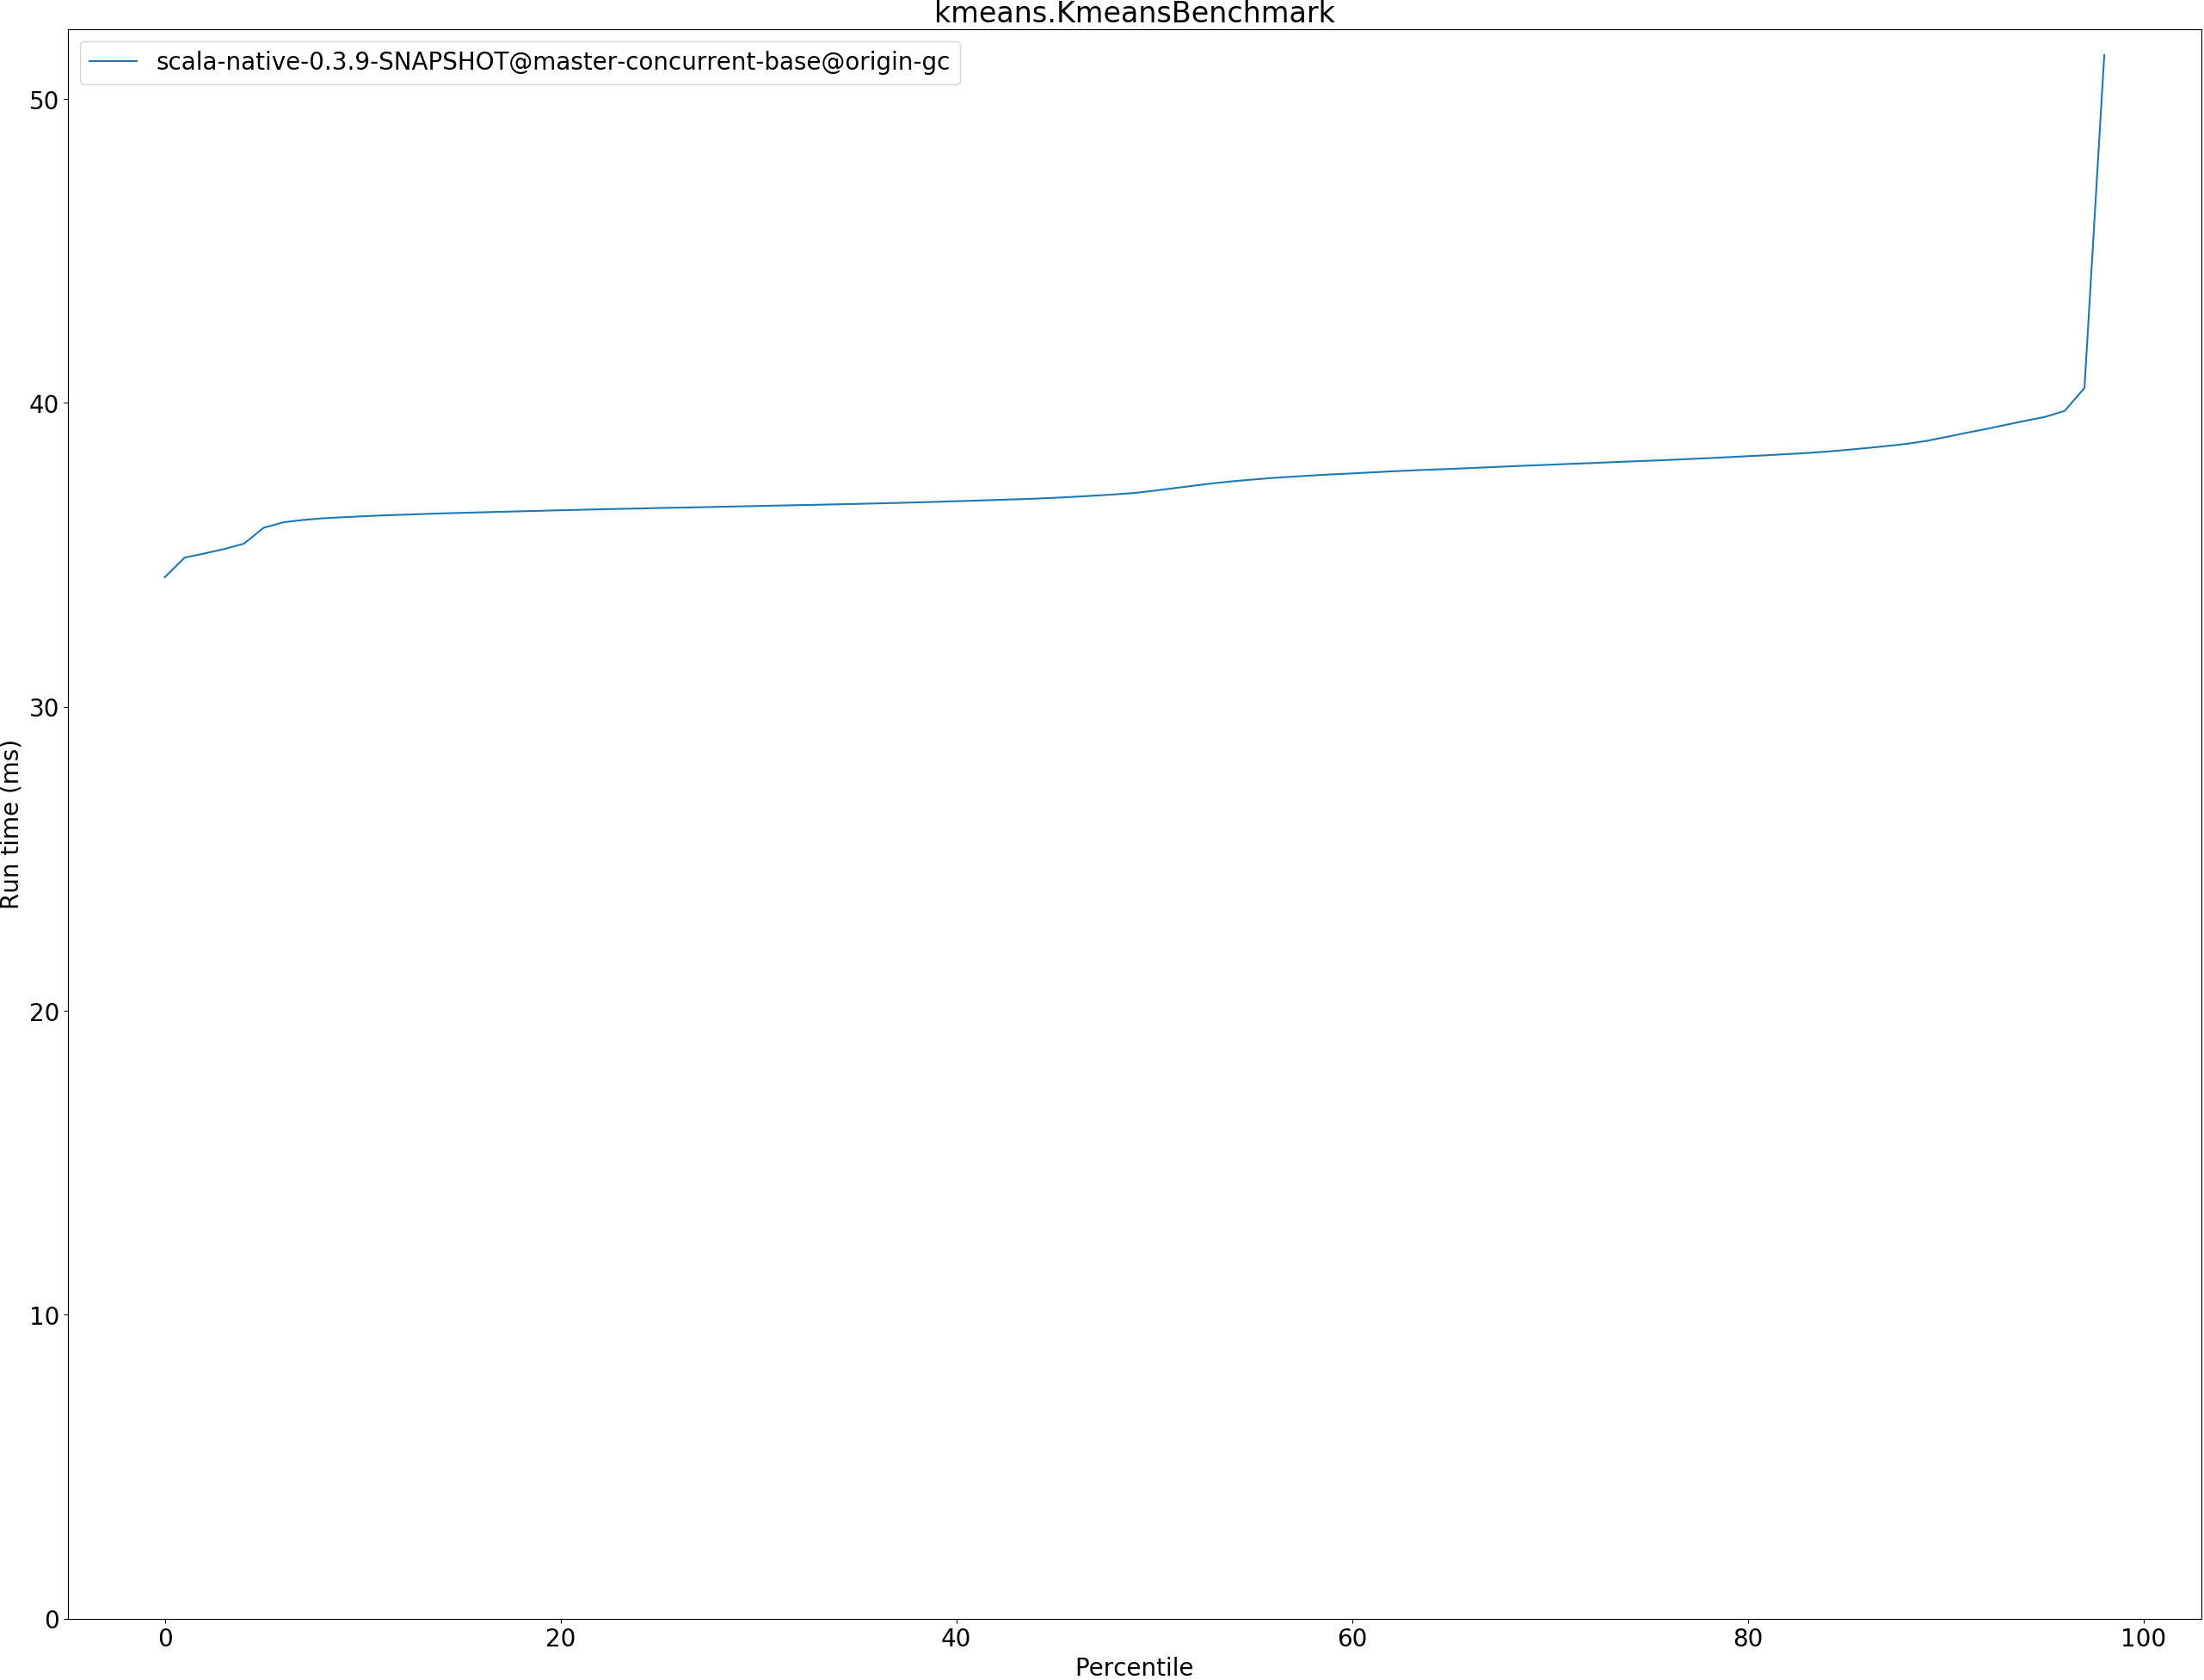 kmeans.KmeansBenchmark
scala-native-0.3.9-SNAPSHOT@master-concurrent-base@origin-gc
50
40
30
20
10
0
Run time (ms)
0 20 40 60 80 100
Percentile